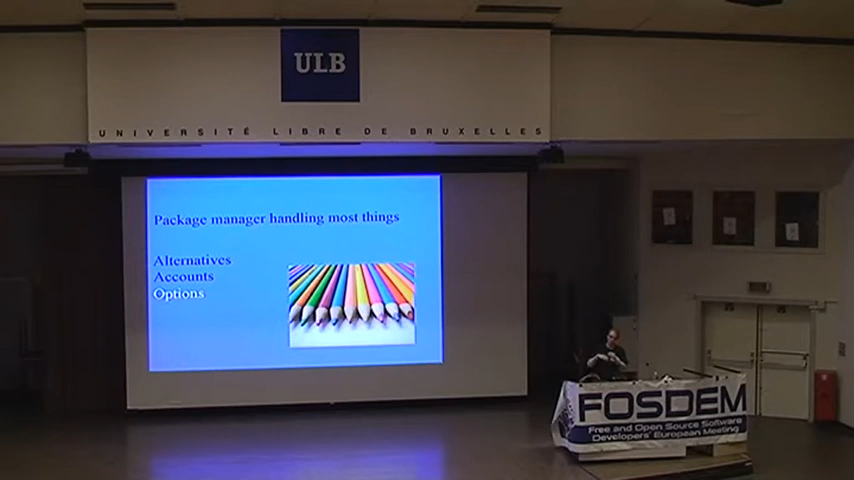 ULB
UNIVERSITÉ LIBRE DE BRUXELLES
Package manager handling most things
Alternatives
Accounts
Options
FOSDEM
Free and Open Source Software
Developers' European Meeting